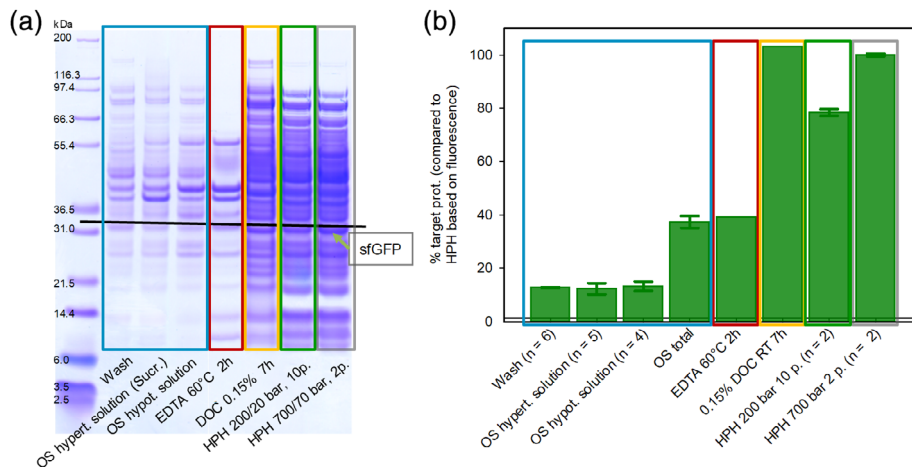 (a)
kDa
200
116.3
97.4
66.3
55.4
36.5
31.0
21.5
14.4
6.0
3.5
2.5
sfGFP
Wash
OS hypert. solution (Sucr.)
OS hypot. solution
EDTA 60°C 2h
DOC 0.15% 7h
HPH 200/20 bar, 10p.
HPH 700/70 bar, 2p.
(b)
% target prot. (compared to
HPH based on fluorescence)
100
80
60
40
20
0
Wash (n = 6)
OS hypert. solution (n = 5)
OS hypot. solution (n = 4)
OS total
EDTA 60°C 2h
0.15% DOC RT 7h
HPH 200 bar 10 p. (n = 2)
HPH 700 bar 2 p. (n = 2)